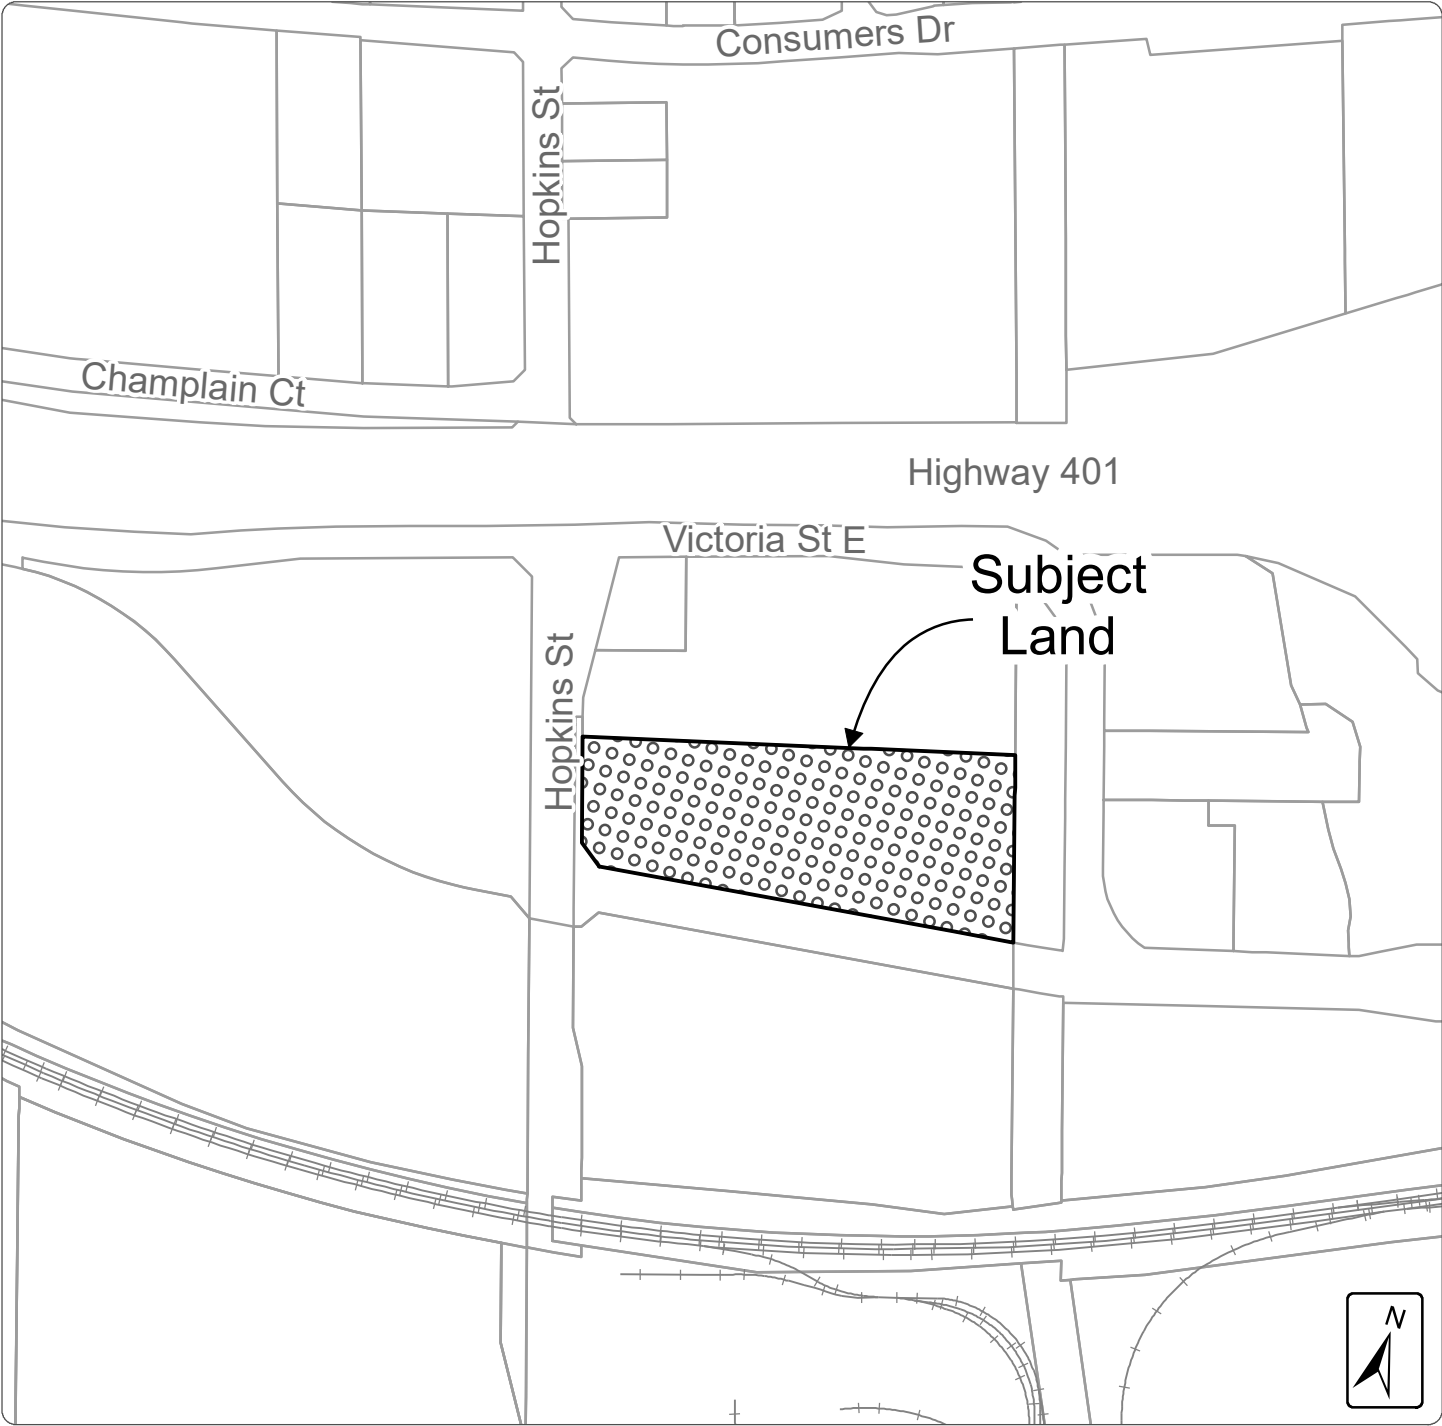 Consumers Dr
Hopkins St
Champlain Ct
Highway 401
Victoria St E
Subject
Land
Hopkins St
N